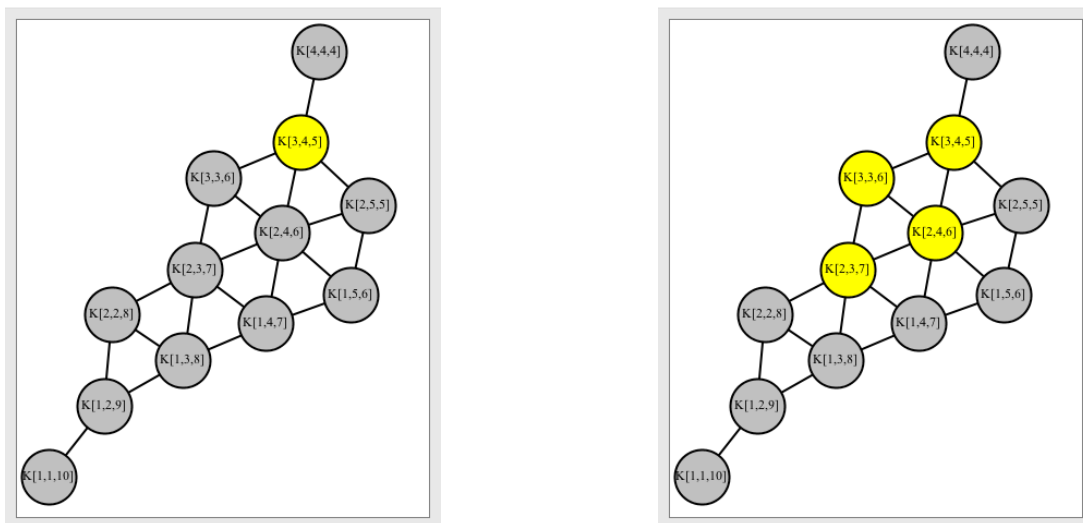 K[4,4,4]
K[3,4,5]
K[3,3,6]
K[2,5,5]
K[2,4,6]
K[2,3,7]
K[1,5,6]
K[2,2,8]
K[1,4,7]
K[1,3,8]
K[1,2,9]
K[1,1,10]
K[4,4,4]
K[3,4,5]
K[3,3,6]
K[2,5,5]
K[2,4,6]
K[2,3,7]
K[1,5,6]
K[2,2,8]
K[1,4,7]
K[1,3,8]
K[1,2,9]
K[1,1,10]